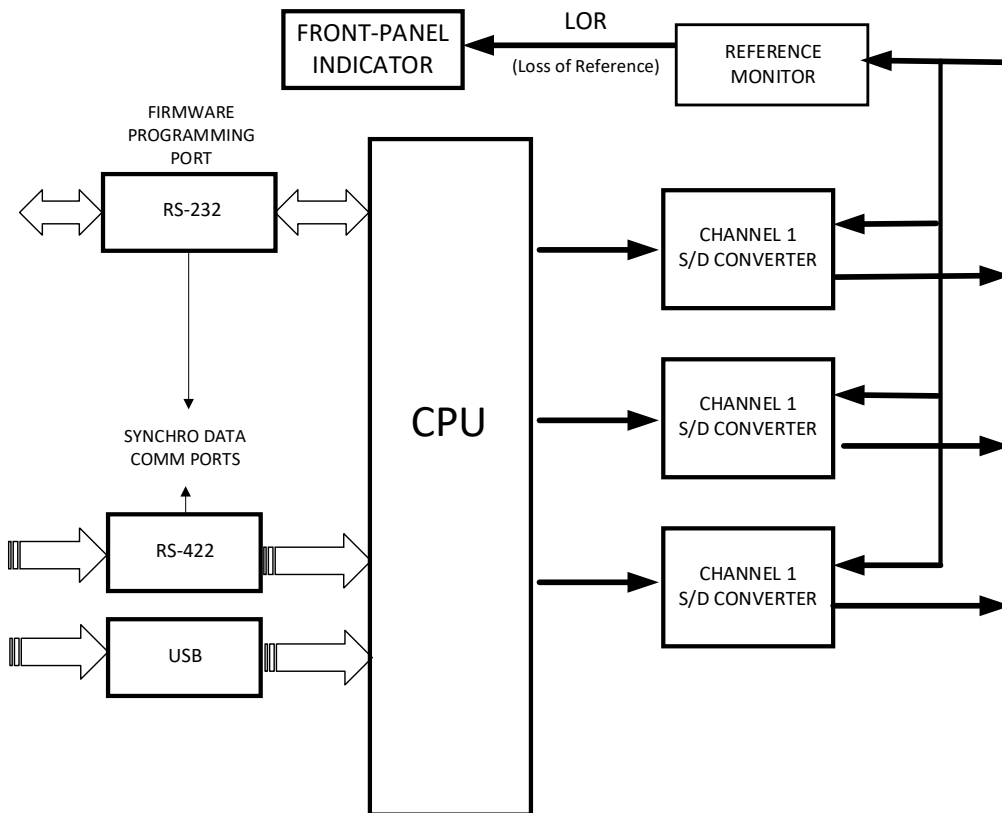 FRONT-PANEL
INDICATOR
LOR
(Loss of Reference)
REFERENCE
MONITOR
FIRMWARE
PROGRAMMING
PORT
RS-232
CHANNEL 1
S/D CONVERTER
CPU
CHANNEL 1
S/D CONVERTER
SYNCHRO DATA
COMM PORTS
RS-422
CHANNEL 1
S/D CONVERTER
USB